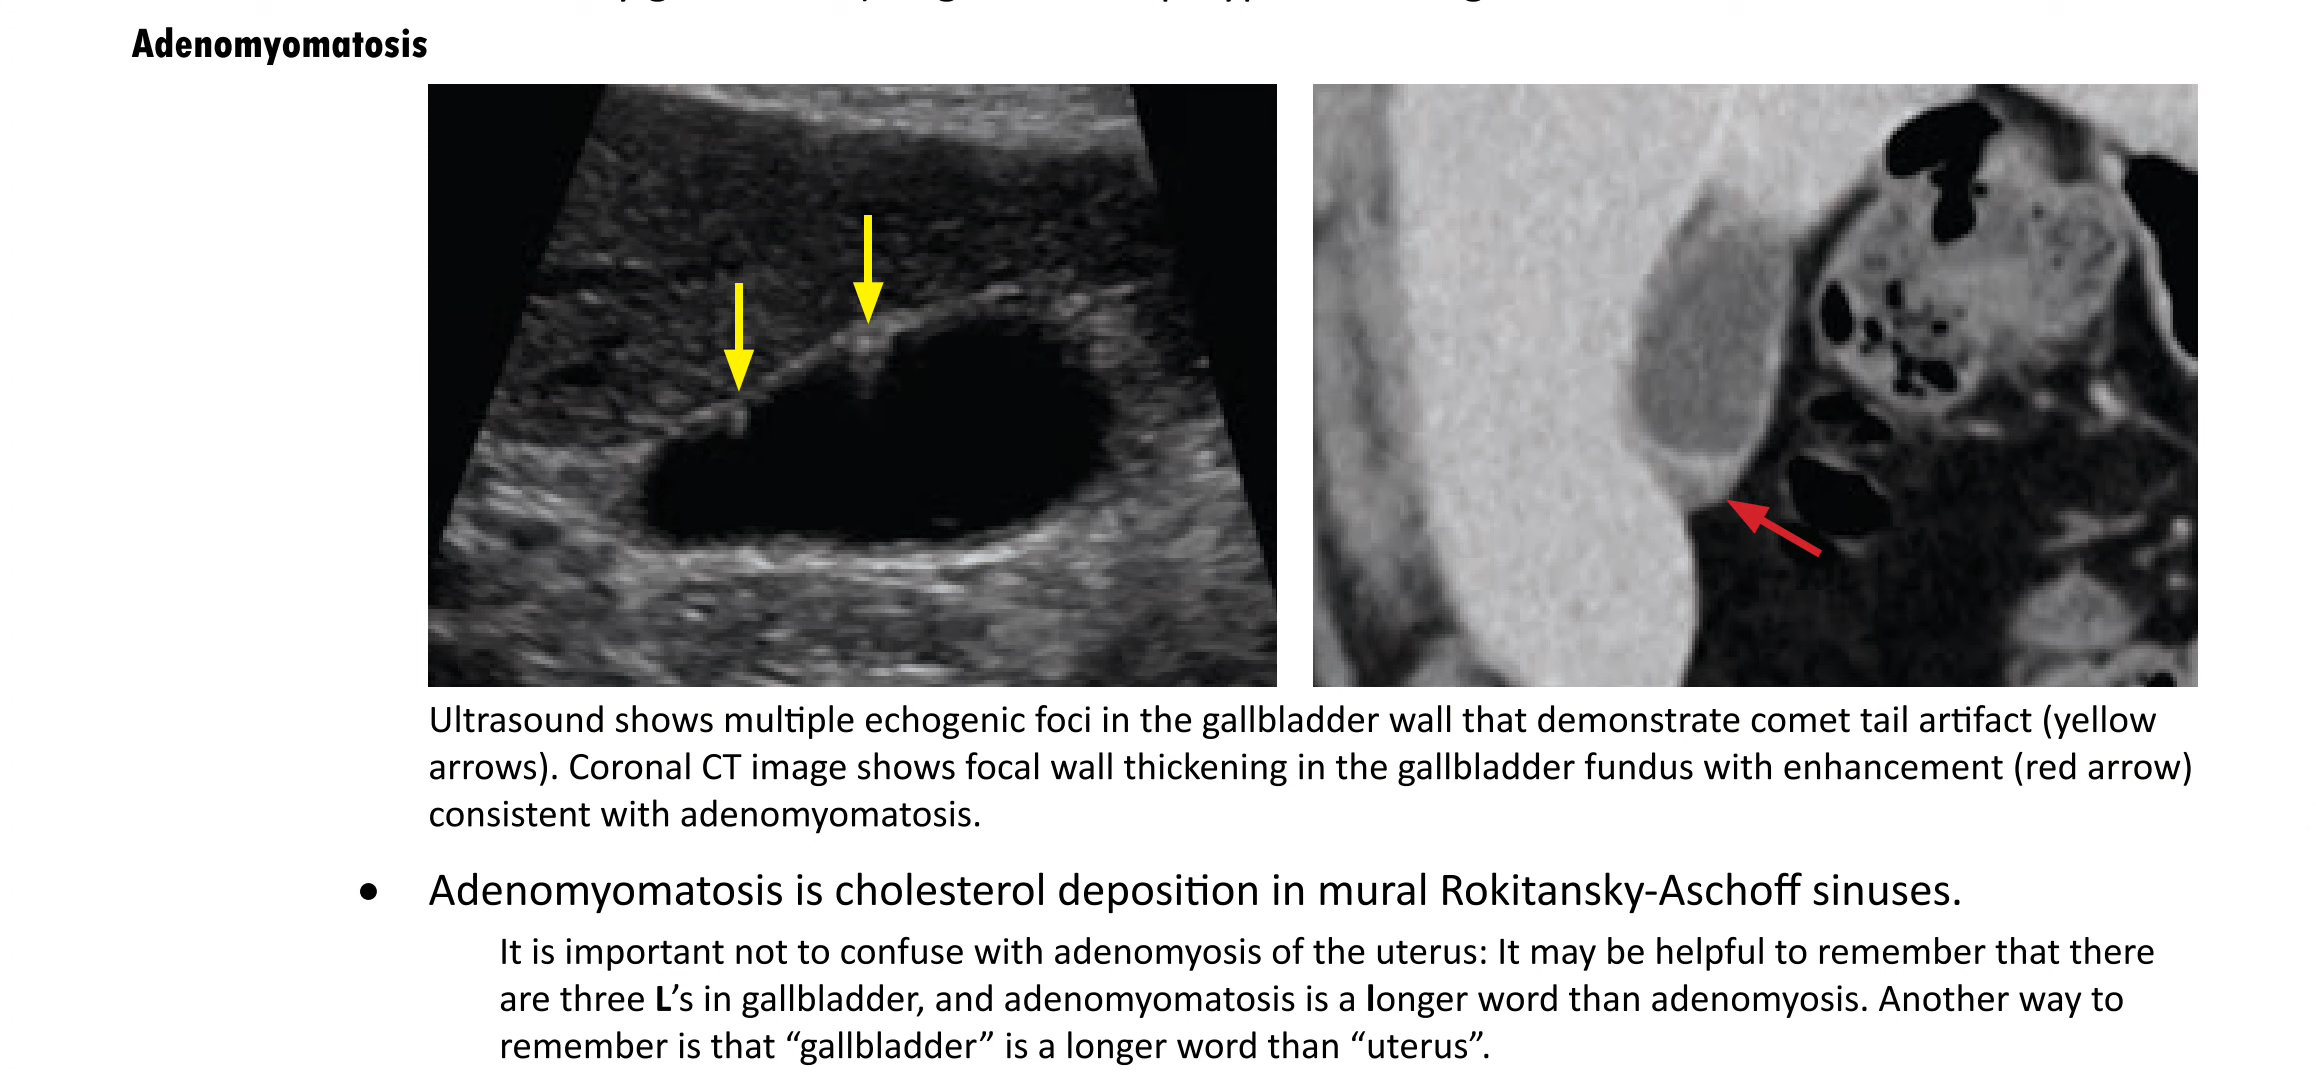 Adenomyomatosis
Ultrasound shows multiple echogenic foci in the gallbladder wall that demonstrate comet tail artifact (yellow
arrows). Coronal CT image shows focal wall thickening in the gallbladder fundus with enhancement (red arrow)
consistent with adenomyomatosis.
• Adenomyomatosis is cholesterol deposition in mural Rokitansky-Aschoff sinuses.
It is important not to confuse with adenomyosis of the uterus: It may be helpful to remember that there
are three L’s in gallbladder, and adenomyomatosis is a longer word than adenomyosis. Another way to
remember is that “gallbladder” is a longer word than “uterus”.